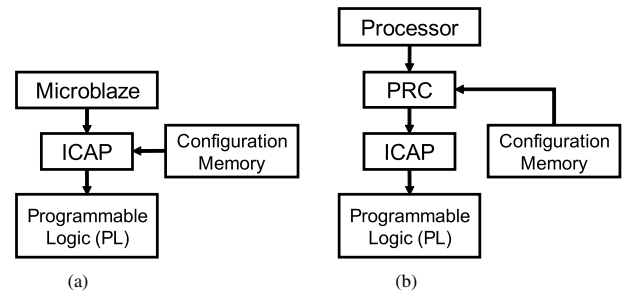 Microblaze
ICAP
Configuration
Memory
Programmable
Logic (PL)
(a)
Processor
PRC
ICAP
Configuration
Memory
Programmable
Logic (PL)
(b)